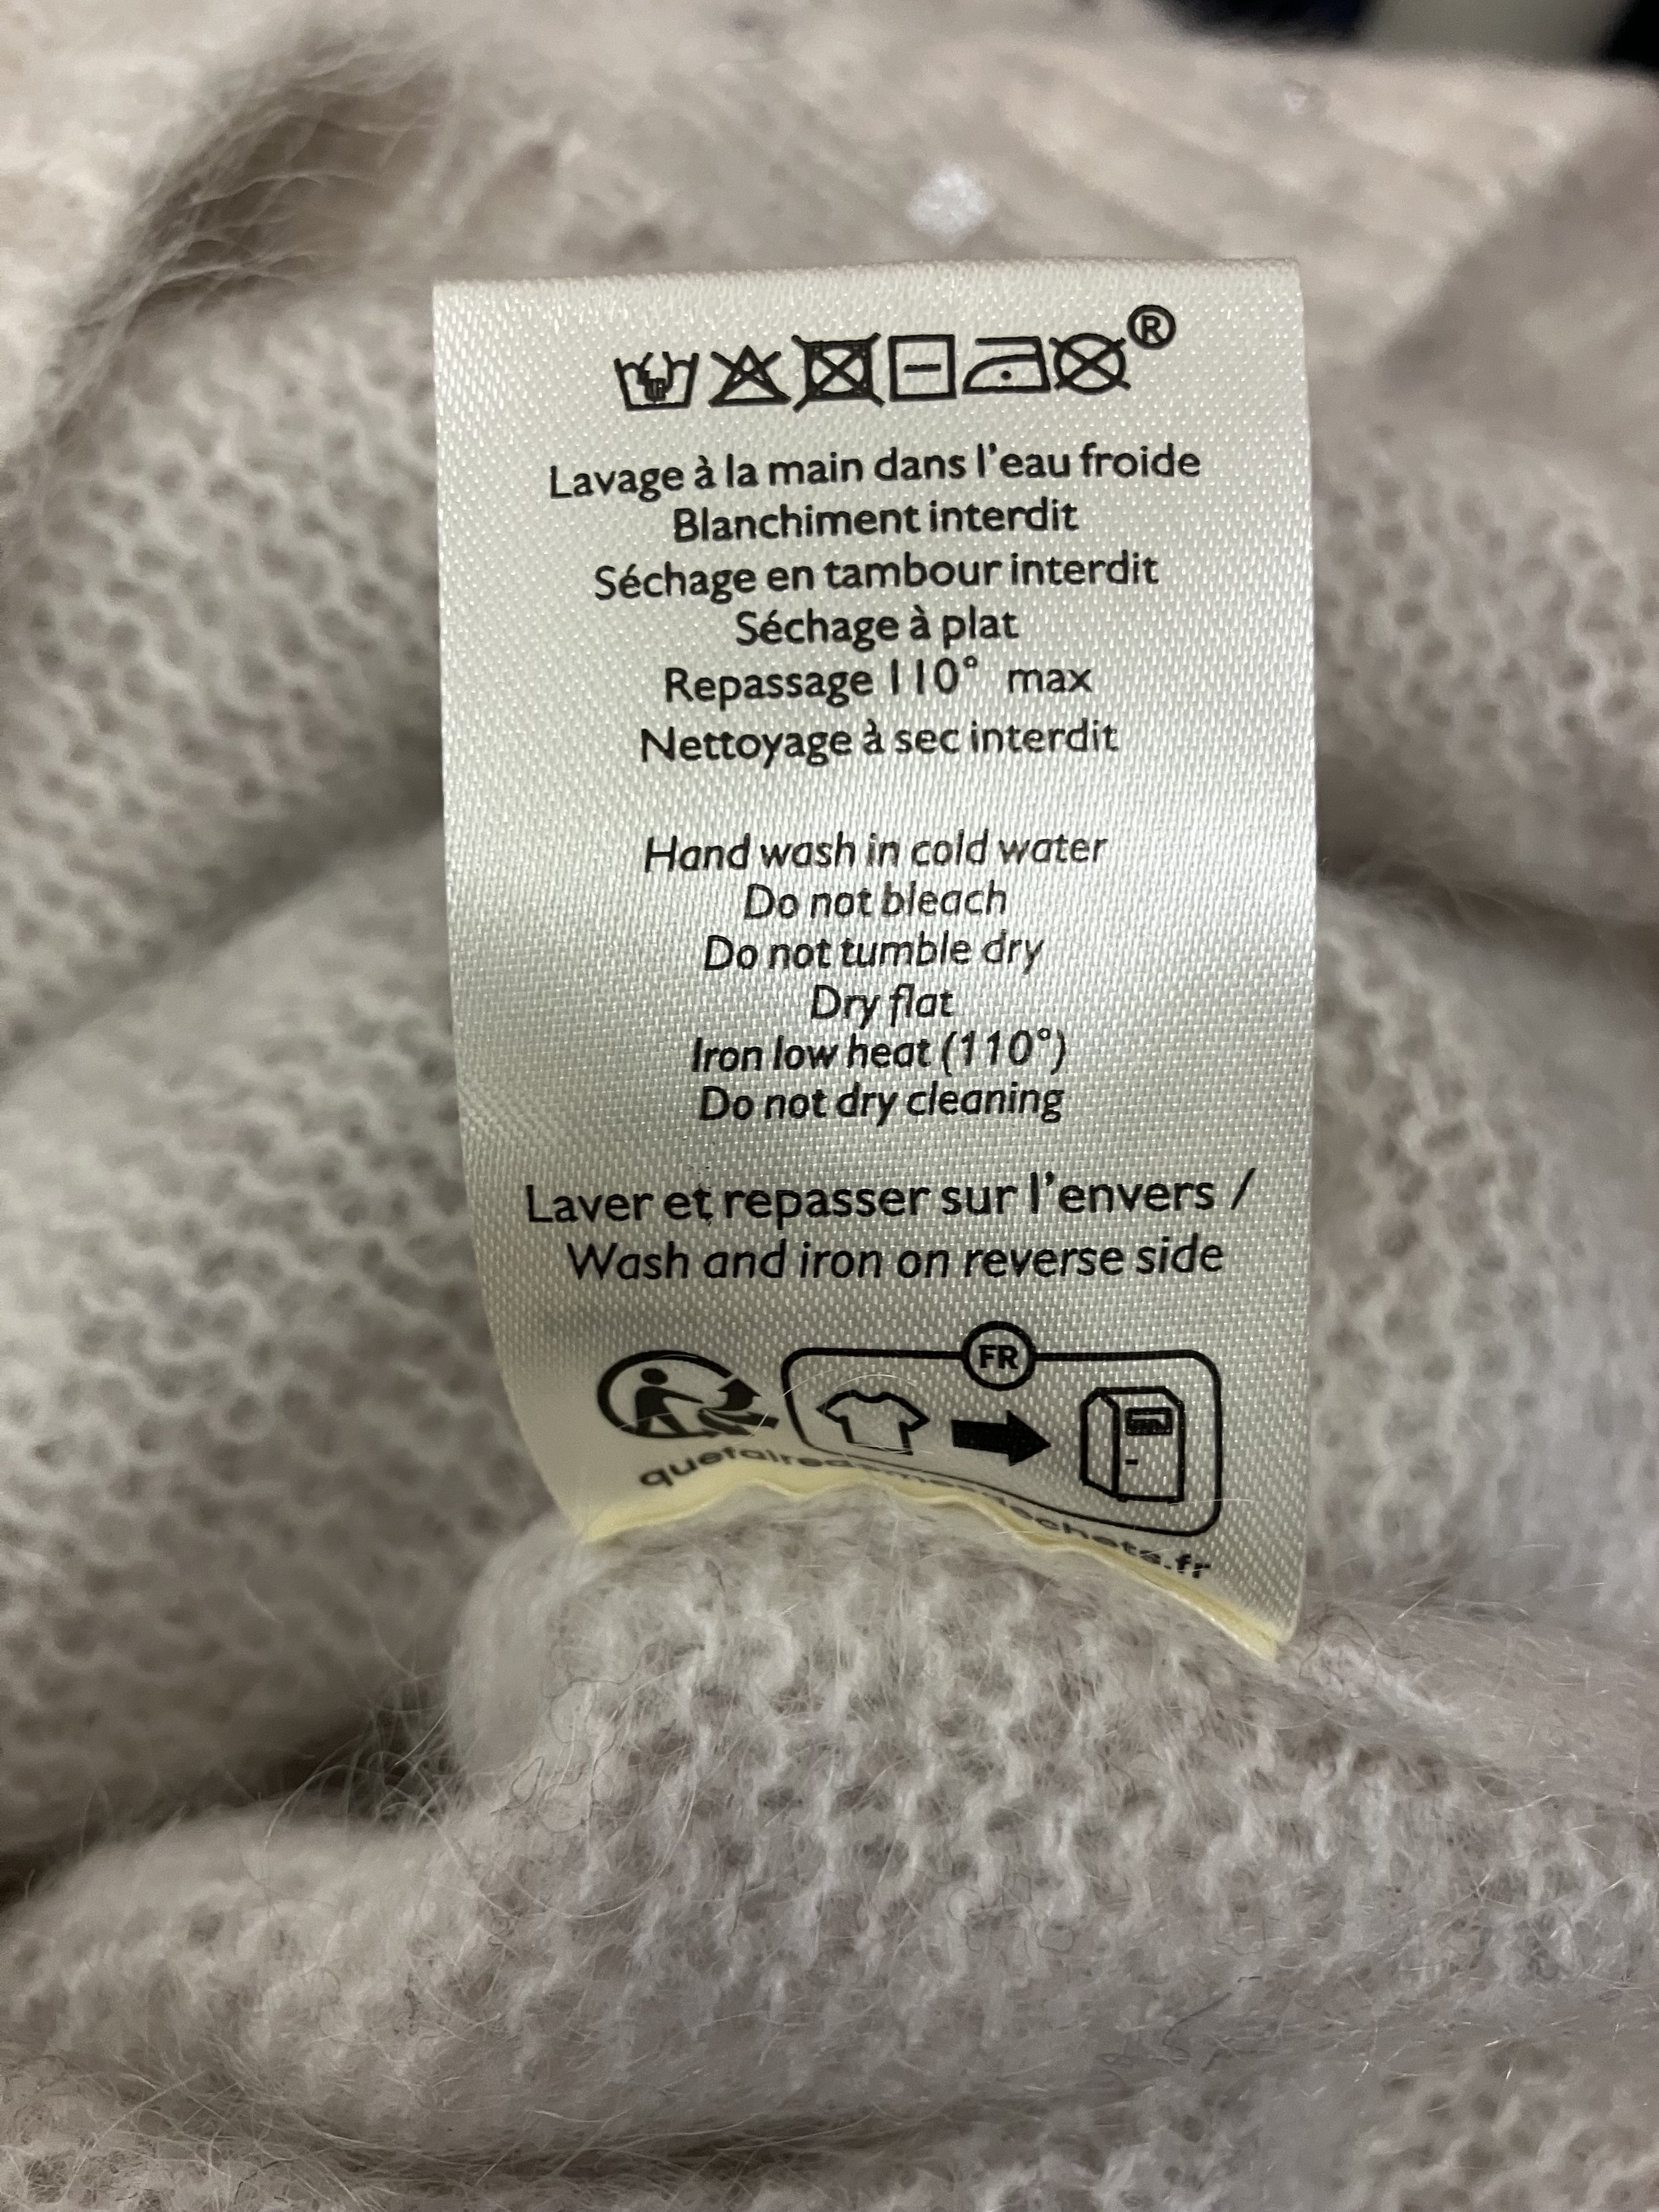 ®
Lavage à la main dans l'eau froide
Blanchiment interdit
Séchage en tambour interdit
Séchage à plat
Repassage 110° max
Nettoyage à sec interdit
Hand wash in cold water
Do not bleach
Do not tumble dry
Dry flat
Iron low heat (110°)
Do not dry cleaning
Laver et repasser sur l'envers /
Wash and iron on reverse side
FR
quefairedemesdechets.fr